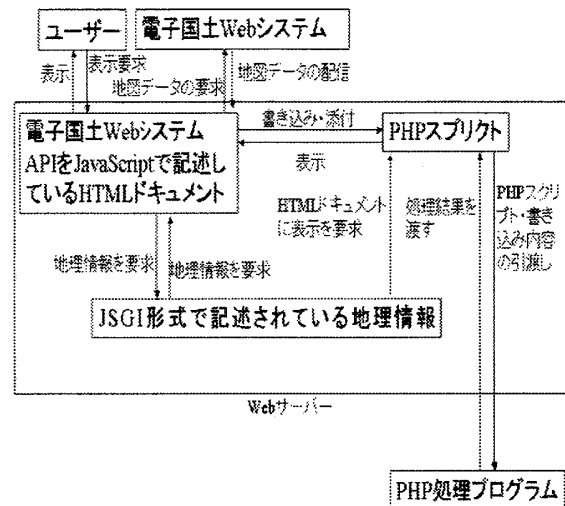 ユーザー
電子国土Webシステム
表示
表示要求
地図データの要求
地図データの配信
電子国土Webシステム
APIをJavaScriptで記述し
ているHTMLドキュメント
書き込み・添付
表示
PHPスプリクト
HTMLドキュメント
に表示を要求
処理結果を
渡す
PHPスクリ
プト・書き
込み内容
の引渡し
地理情報を要求
地理情報を要求
JSGI形式で記述されている地理情報
Webサーバー
PHP処理プログラム